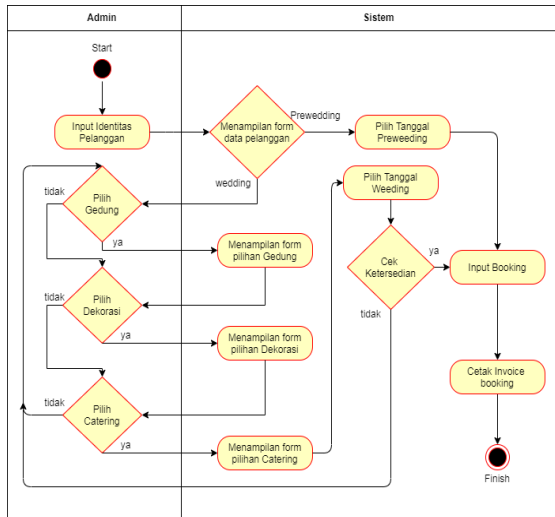 Admin
Sistem
Start
Input Identitas
Pelanggan
Menampilan form
data pelanggan
Prewedding
Pilih Tanggal
Preweeding
wedding
Pilih Tanggal
Weeding
tidak
Pilih
Gedung
ya
Menampilan form
pilihan Gedung
Cek
Ketersedian
ya
Input Booking
tidak
tidak
Pilih
Dekorasi
ya
Menampilan form
pilihan Dekorasi
Cetak Invoice
booking
tidak
Pilih
Catering
ya
Menampilan form
pilihan Catering
Finish